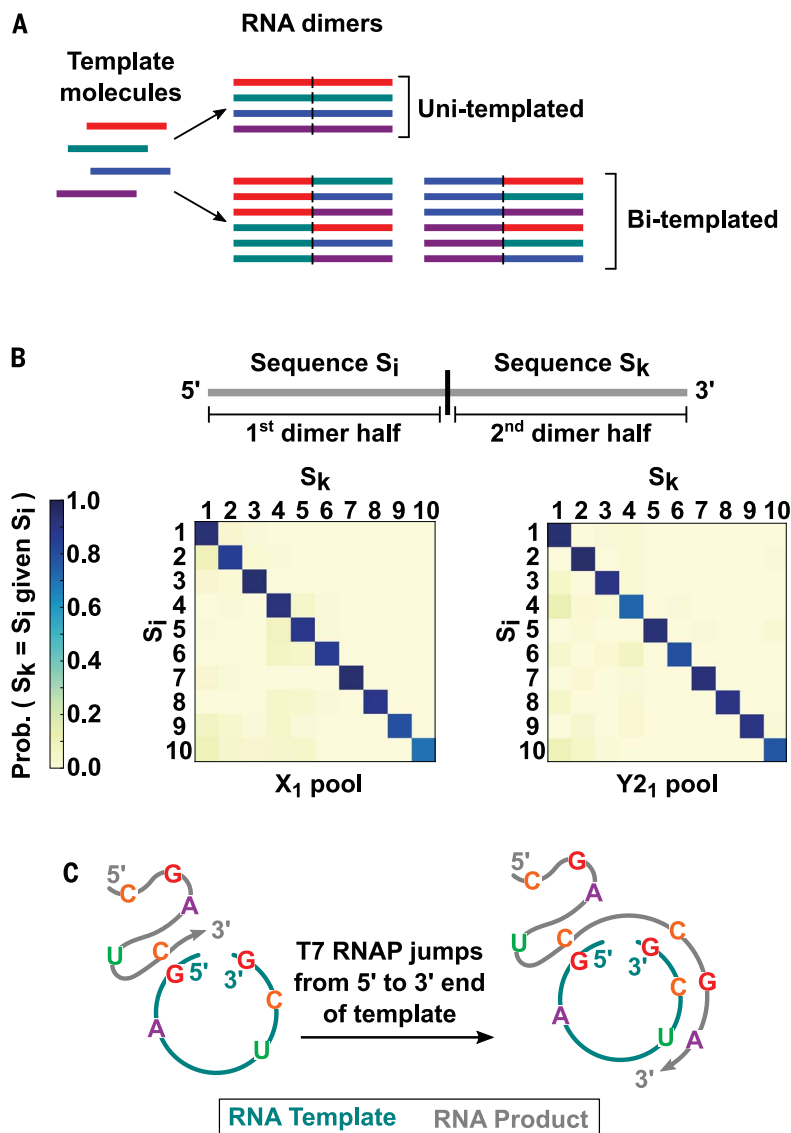 A
RNA dimers
Template
molecules
Uni-templated
Bi-templated
B
Sequence Si
Sequence Sk
5'
3'
1st dimer half
2nd dimer half
Prob. ( Sk = Si given Si )
1.0
0.8
0.6
0.4
0.2
0.0
Sk
1 2 3 4 5 6 7 8 9 10
Si
1
2
3
4
5
6
7
8
9
10
X1 pool
Sk
1 2 3 4 5 6 7 8 9 10
Si
1
2
3
4
5
6
7
8
9
10
Y21 pool
C
5'
C
G
A
U
C
3'
G
5'
3'
G
C
A
U
T7 RNAP jumps
from 5' to 3' end
of template
5'
C
G
A
U
C
C
G
5'
3'
G
C
G
A
U
A
3'
RNA Template
RNA Product